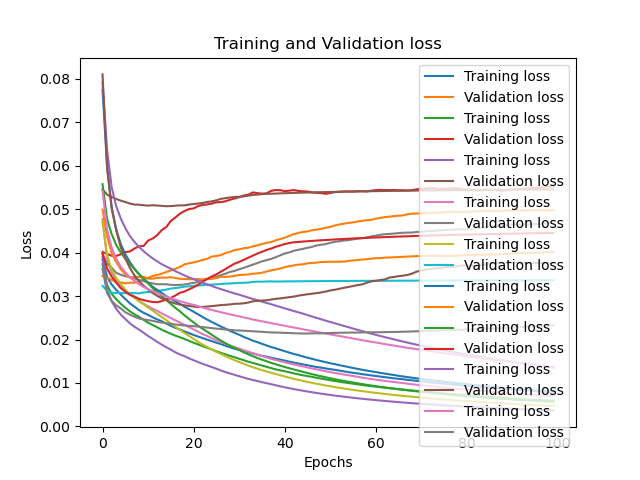 Training and Validation loss
Loss
0.08
0.07
0.06
0.05
0.04
0.03
0.02
0.01
0.00
0
20
40
60
80
100
Epochs
Training loss
Validation loss
Training loss
Validation loss
Training loss
Validation loss
Training loss
Validation loss
Training loss
Validation loss
Training loss
Validation loss
Training loss
Validation loss
Training loss
Validation loss
Training loss
Validation loss